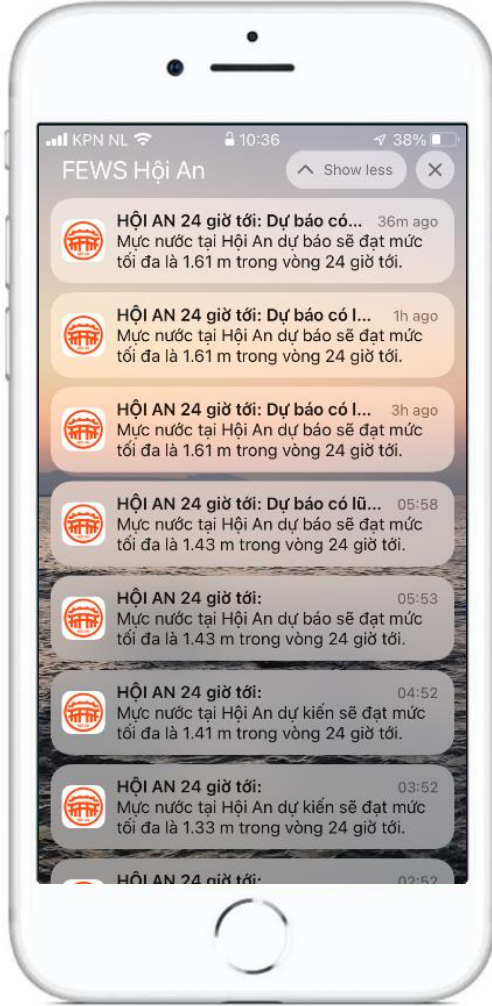 KPN NL 10:36 38%
FEWS Hội An Show less
HỘI AN 24 giờ tới: Dự báo có... 36m ago
Mực nước tại Hội An dự báo sẽ đạt mức
tối đa là 1.61 m trong vòng 24 giờ tới.
HỘI AN 24 giờ tới: Dự báo có l... 1h ago
Mực nước tại Hội An dự báo sẽ đạt mức
tối đa là 1.61 m trong vòng 24 giờ tới.
HỘI AN 24 giờ tới: Dự báo có l... 3h ago
Mực nước tại Hội An dự báo sẽ đạt mức
tối đa là 1.61 m trong vòng 24 giờ tới.
HỘI AN 24 giờ tới: Dự báo có lũ... 05:58
Mực nước tại Hội An dự báo sẽ đạt mức
tối đa là 1.43 m trong vòng 24 giờ tới.
HỘI AN 24 giờ tới: 05:53
Mực nước tại Hội An dự báo sẽ đạt mức
tối đa là 1.43 m trong vòng 24 giờ tới.
HỘI AN 24 giờ tới: 04:52
Mực nước tại Hội An dự kiến sẽ đạt mức
tối đa là 1.41 m trong vòng 24 giờ tới.
HỘI AN 24 giờ tới: 03:52
Mực nước tại Hội An dự kiến sẽ đạt mức
tối đa là 1.33 m trong vòng 24 giờ tới.
HỘI AN 24 giờ tới: 02:52